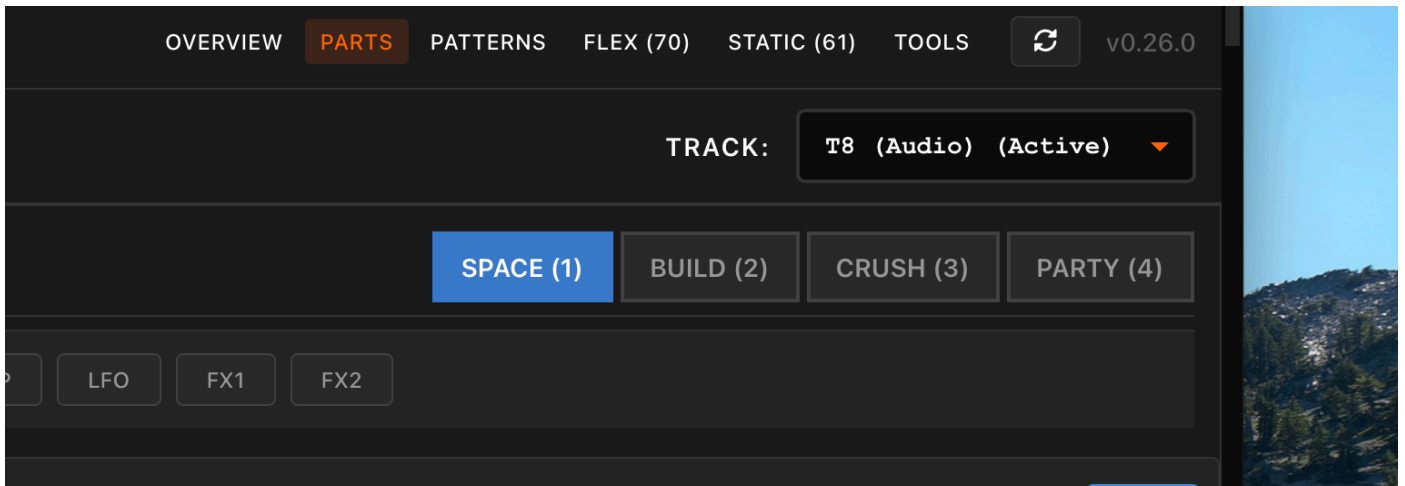 OVERVIEW PARTS PATTERNS FLEX (70) STATIC (61) TOOLS v0.26.0
TRACK: T8 (Audio) (Active)
SPACE (1) BUILD (2) CRUSH (3) PARTY (4)
LFO FX1 FX2